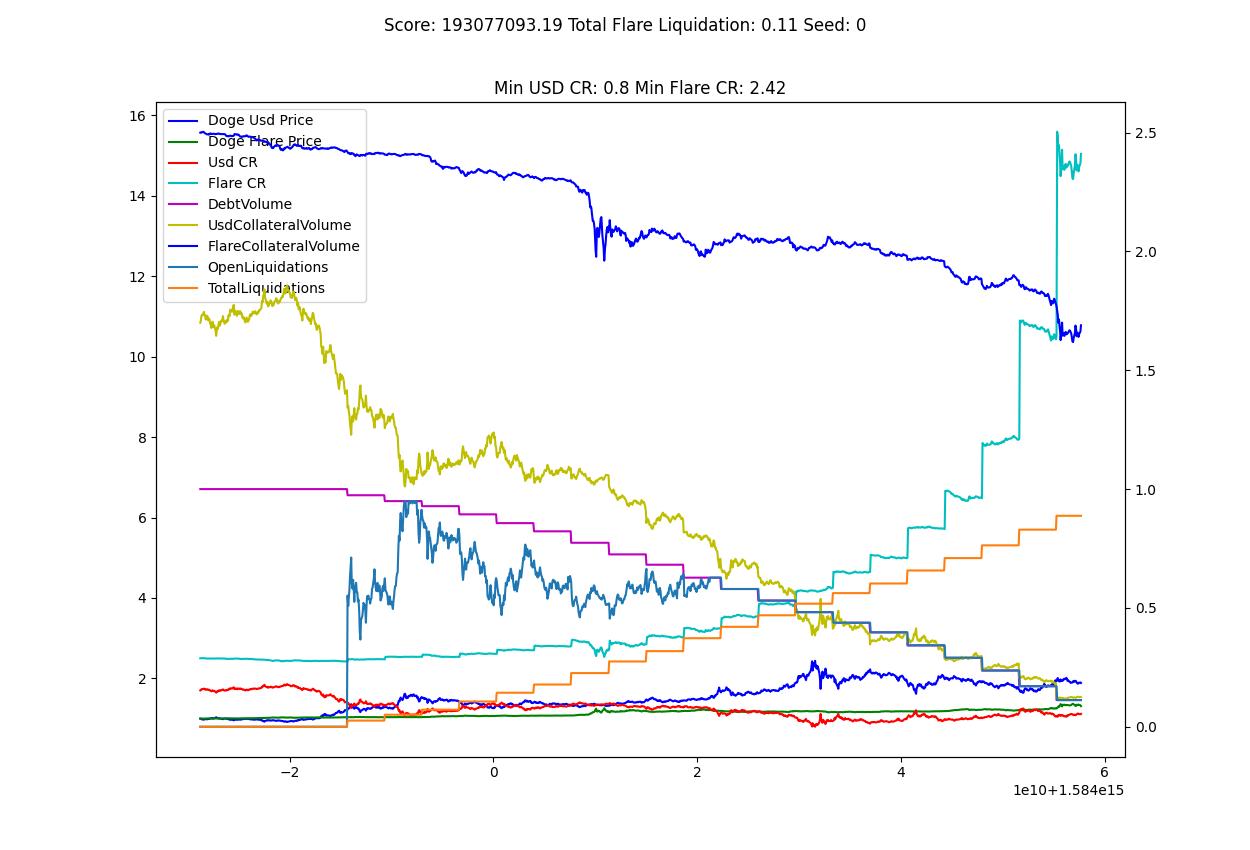 Score: 193077093.19 Total Flare Liquidation: 0.11 Seed: 0
Min USD CR: 0.8 Min Flare CR: 2.42
16
14
12
10
8
6
4
2
Doge Usd Price
Doge Flare Price
Usd CR
Flare CR
DebtVolume
UsdCollateralVolume
FlareCollateralVolume
OpenLiquidations
TotalLiquidations
2.5
2.0
1.5
1.0
0.5
0.0
−2
0
2
4
6
1e10+1.584e15